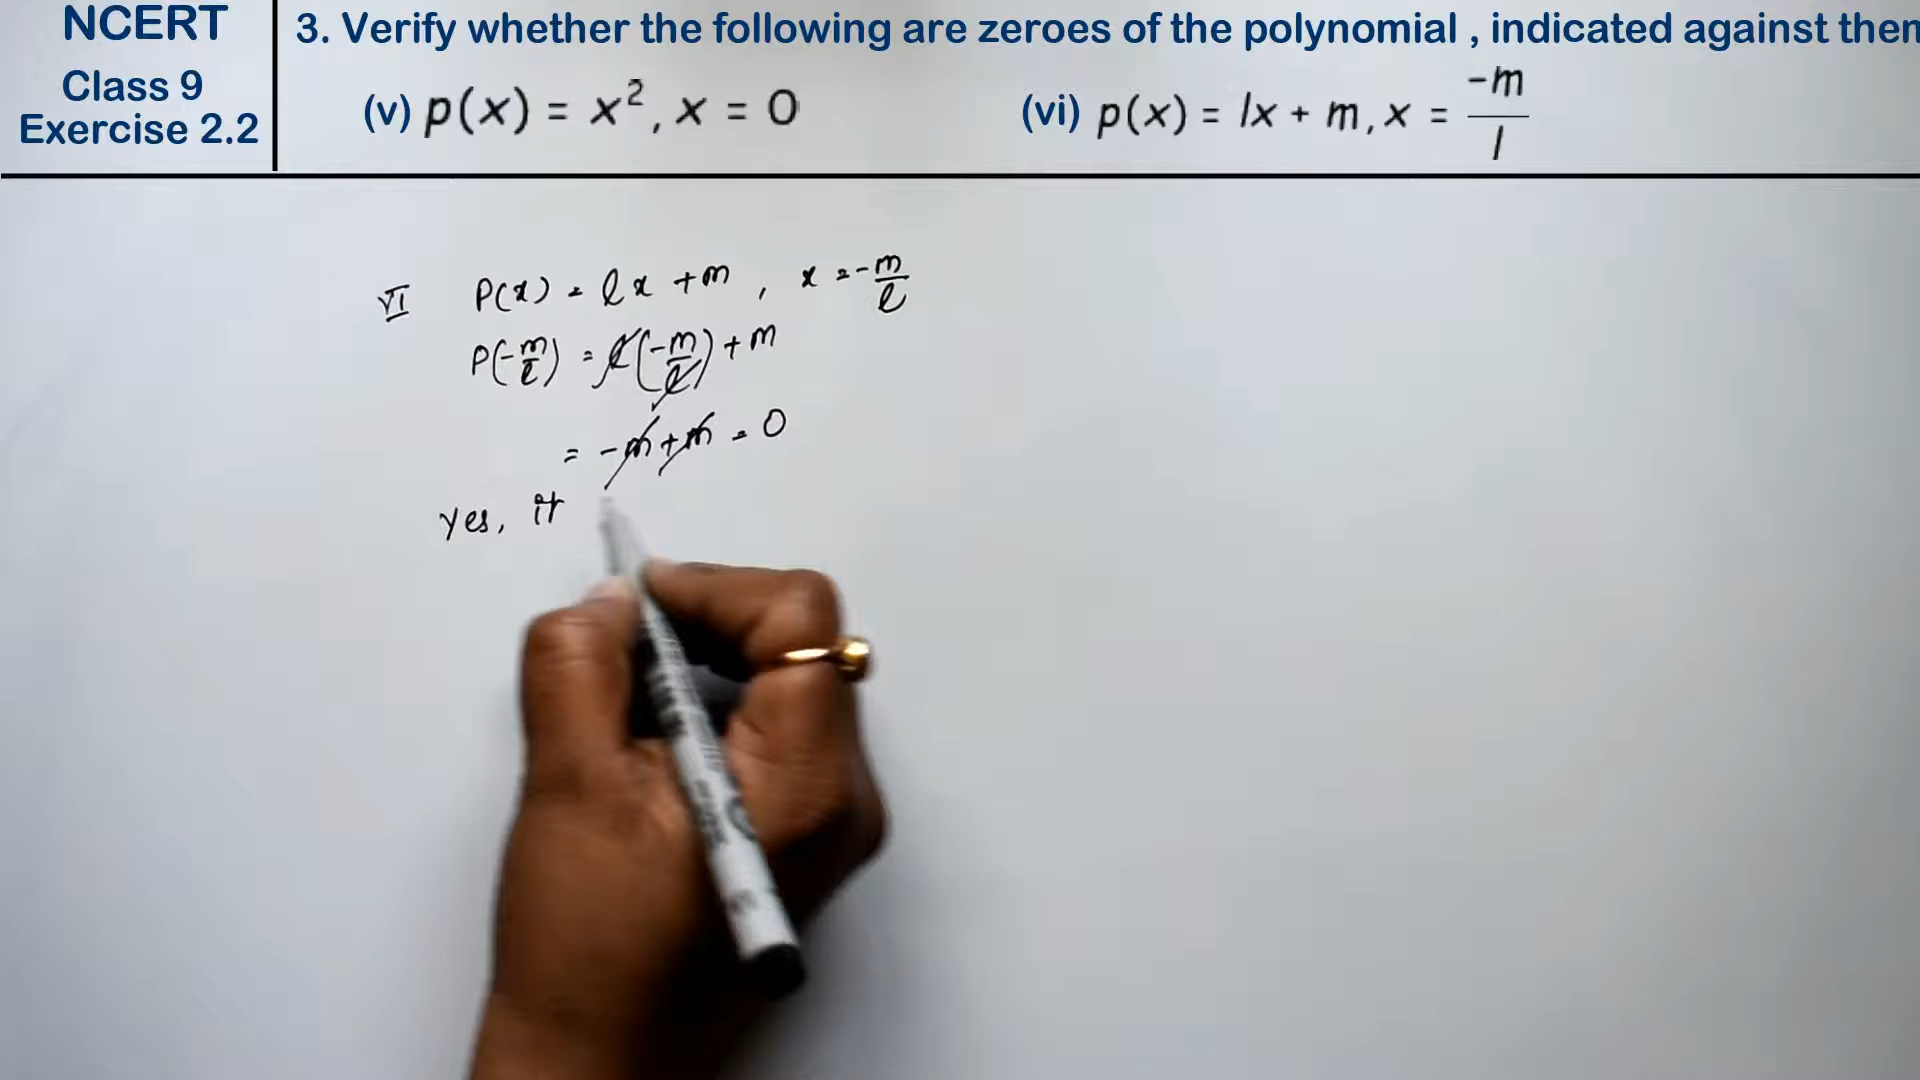 NCERT
Class 9
Exercise 2.2
3. Verify whether the following are zeroes of the polynomial , indicated against them
(v) p(x) = x², x = 0
(vi) p(x) = lx + m, x = -m/l
VI P(x) = lx + m , x = -m/l
P(-m/l) = l(-m/l) + m
= -m + m = 0
Yes, it